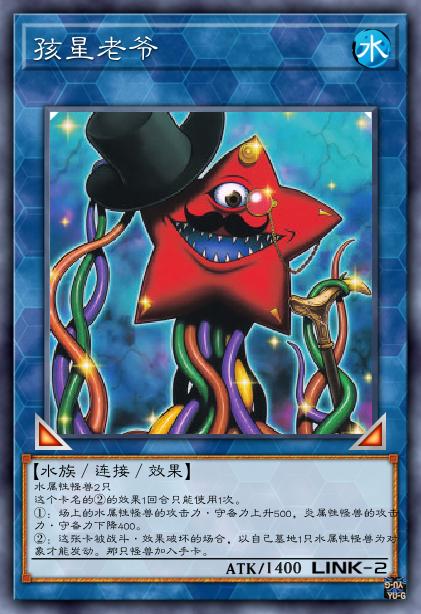 孩星老爷
水
【水族／连接／效果】
水属性怪兽2只
这个卡名的②的效果1回合只能使用1次。
①：场上的水属性怪兽的攻击力·守备力上升500，炎属性怪兽的攻击
力·守备力下降400。
②：这张卡被战斗·效果破坏的场合，以自己墓地1只水属性怪兽为对
象才能发动。那只怪兽加入手卡。
ATK/1400 LINK-2